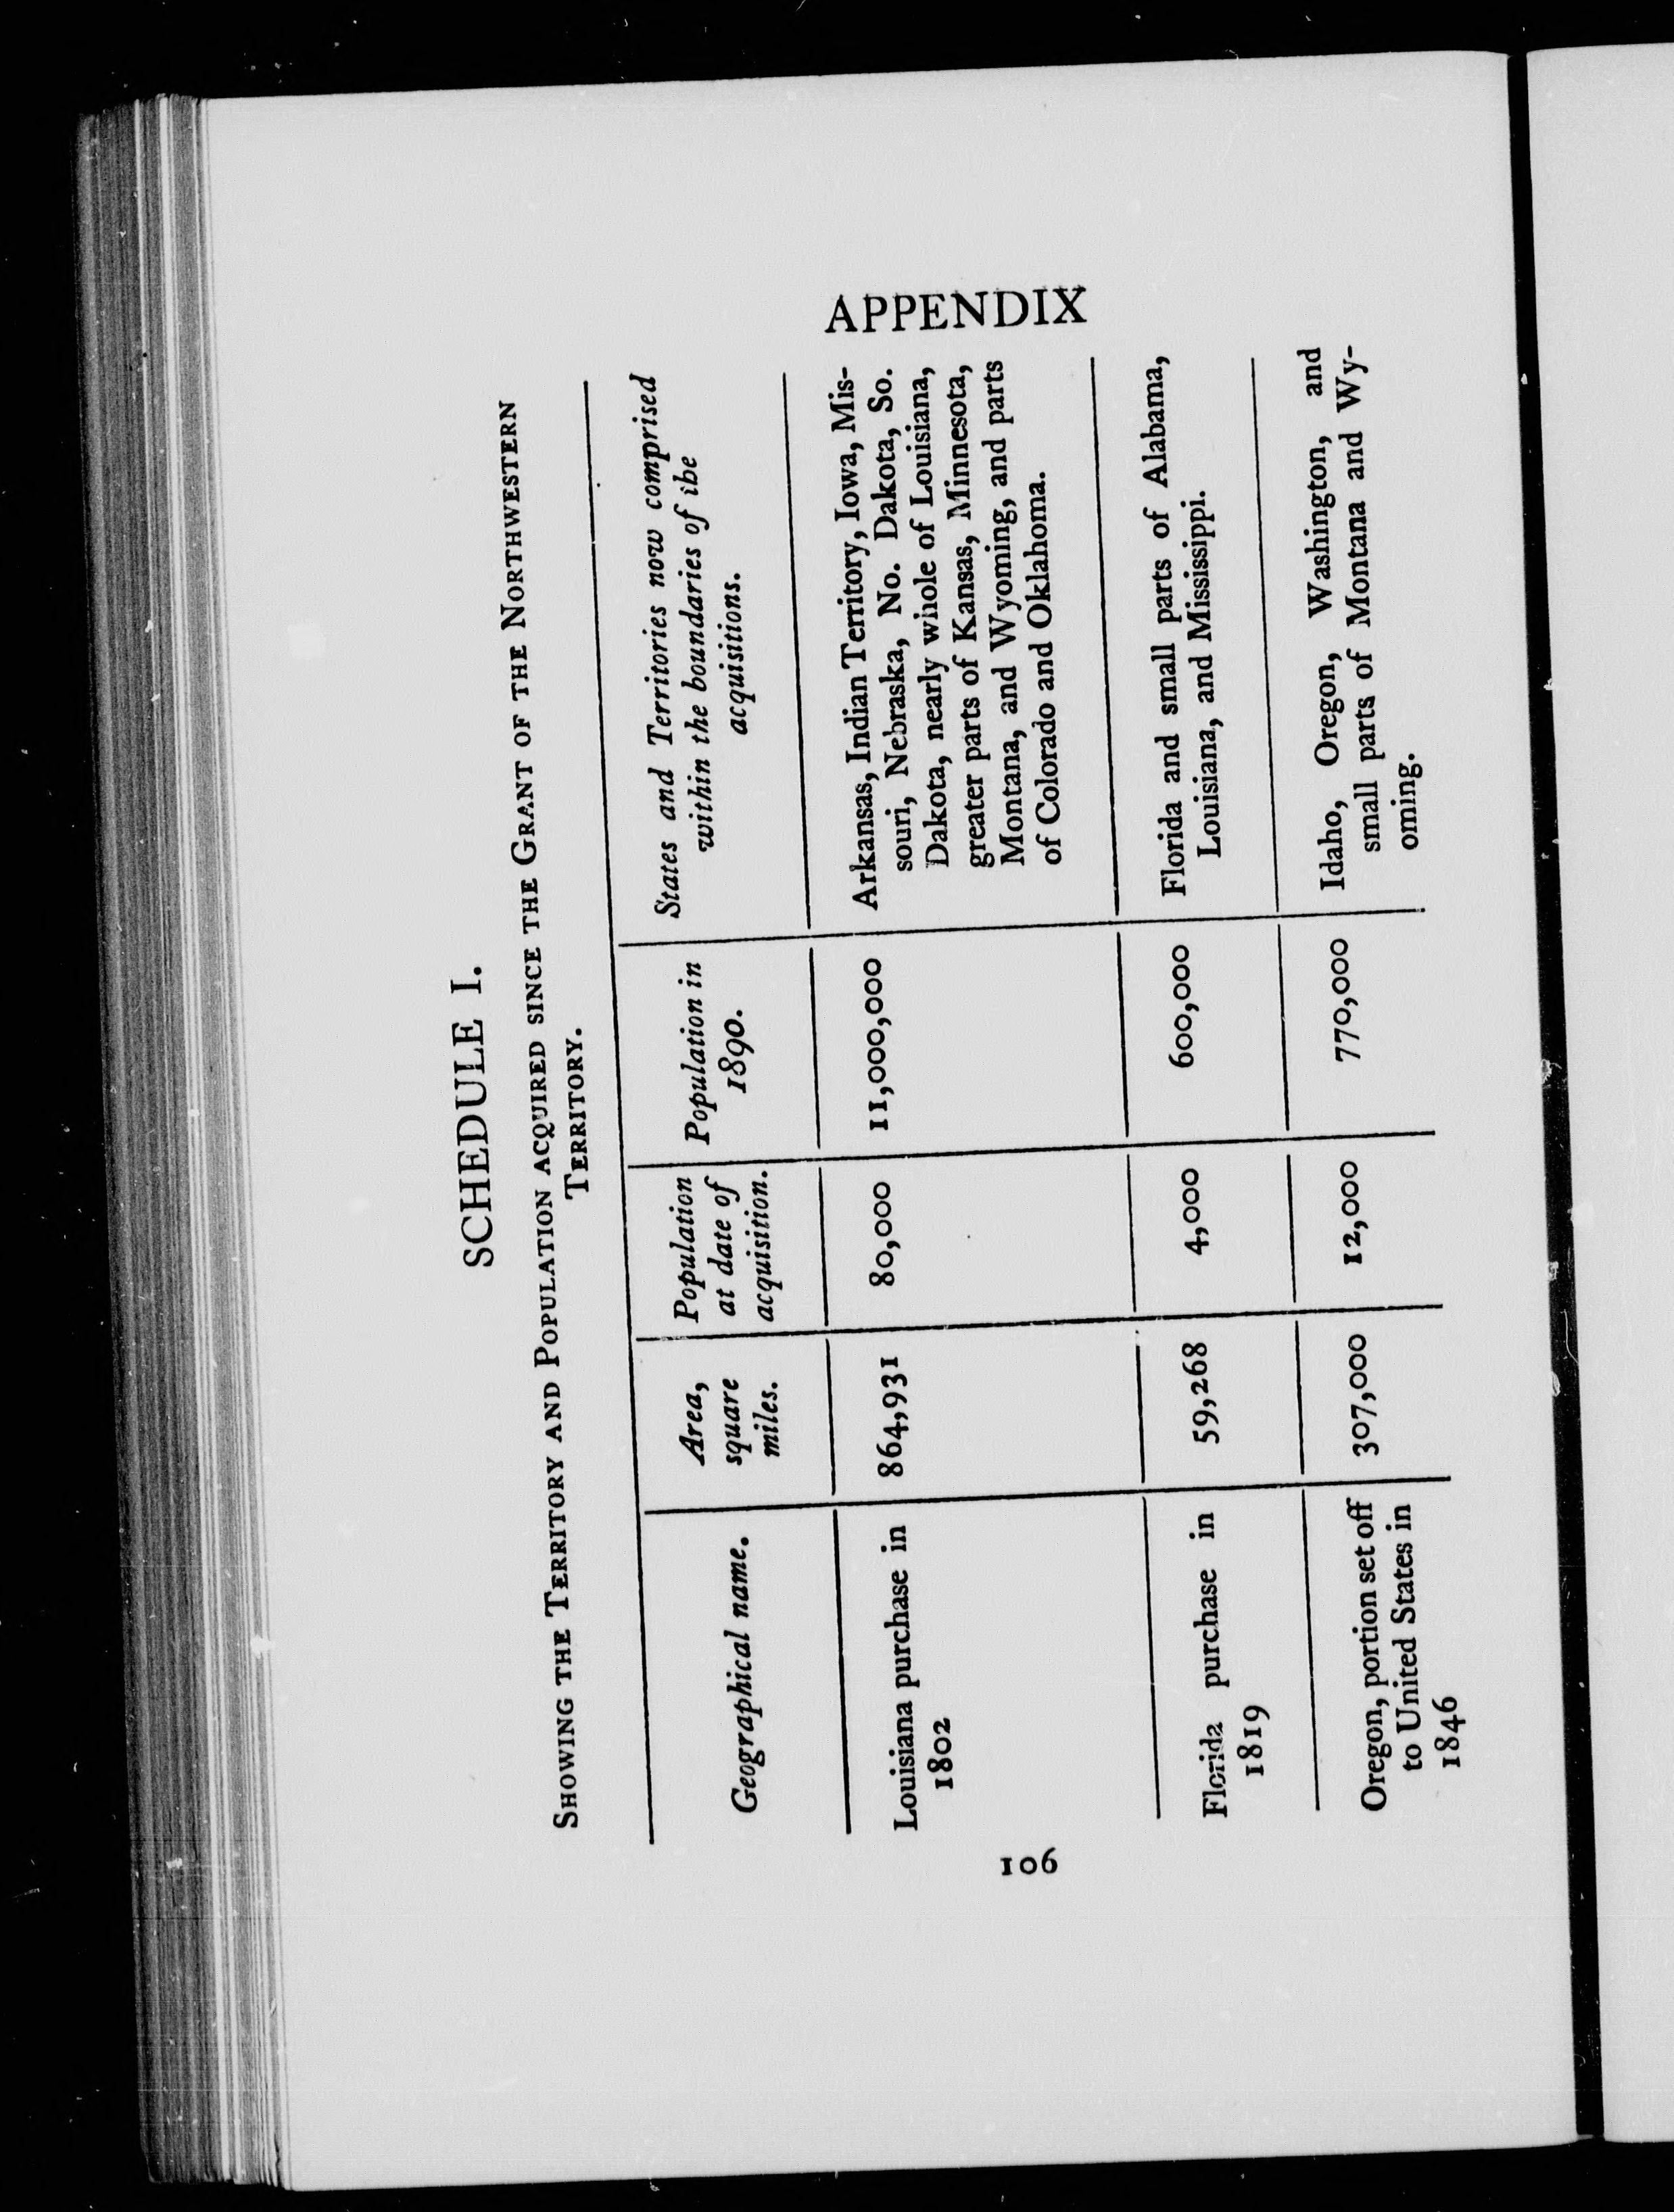 APPENDIX
SCHEDULE I.
SHOWING THE TERRITORY AND POPULATION ACQUIRED SINCE THE GRANT OF THE NORTHWESTERN
TERRITORY.
Geographical name.
Area,
square
miles.
Population
at date of
acquisition.
Population in
1890.
States and Territories now comprised
within the boundaries of the
acquisitions.
Louisiana purchase in
1802
864,931
80,000
11,000,000
Arkansas, Indian Territory, Iowa, Mis-
souri, Nebraska, No. Dakota, So.
Dakota, nearly whole of Louisiana,
greater parts of Kansas, Minnesota,
Montana, and Wyoming, and parts
of Colorado and Oklahoma.
Florida purchase in
1819
59,268
4,000
600,000
Florida and small parts of Alabama,
Louisiana, and Mississippi.
Oregon, portion set off
to United States in
1846
307,000
12,000
770,000
Idaho, Oregon, Washington, and
small parts of Montana and Wy-
oming.
106